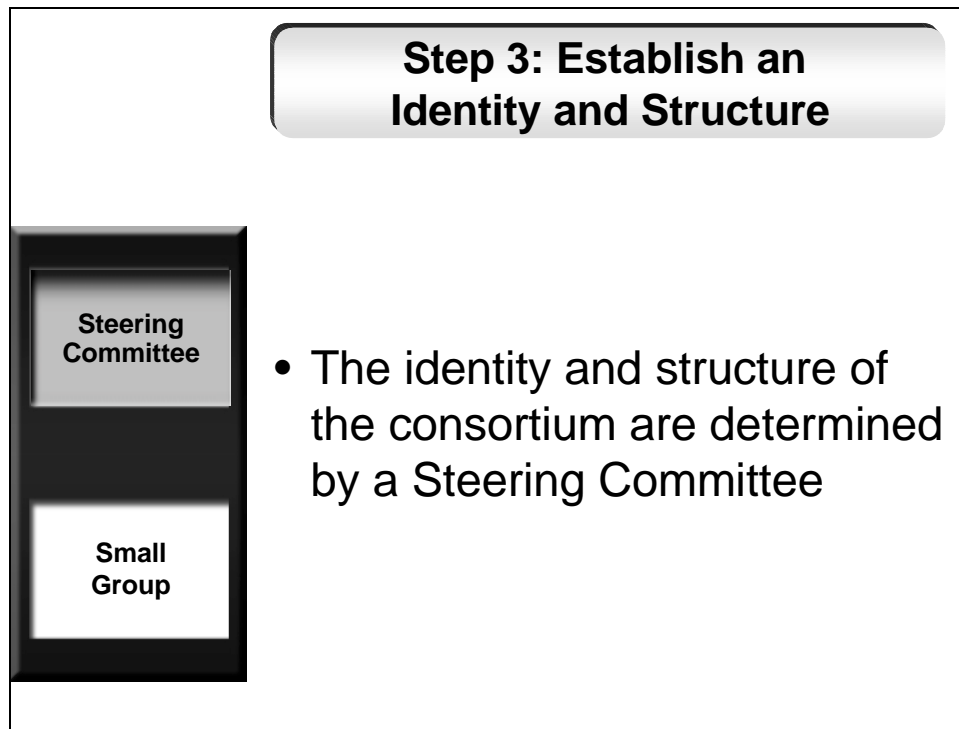 Step 3: Establish an
Identity and Structure
Steering
Committee
• The identity and structure of
the consortium are determined
by a Steering Committee
Small
Group